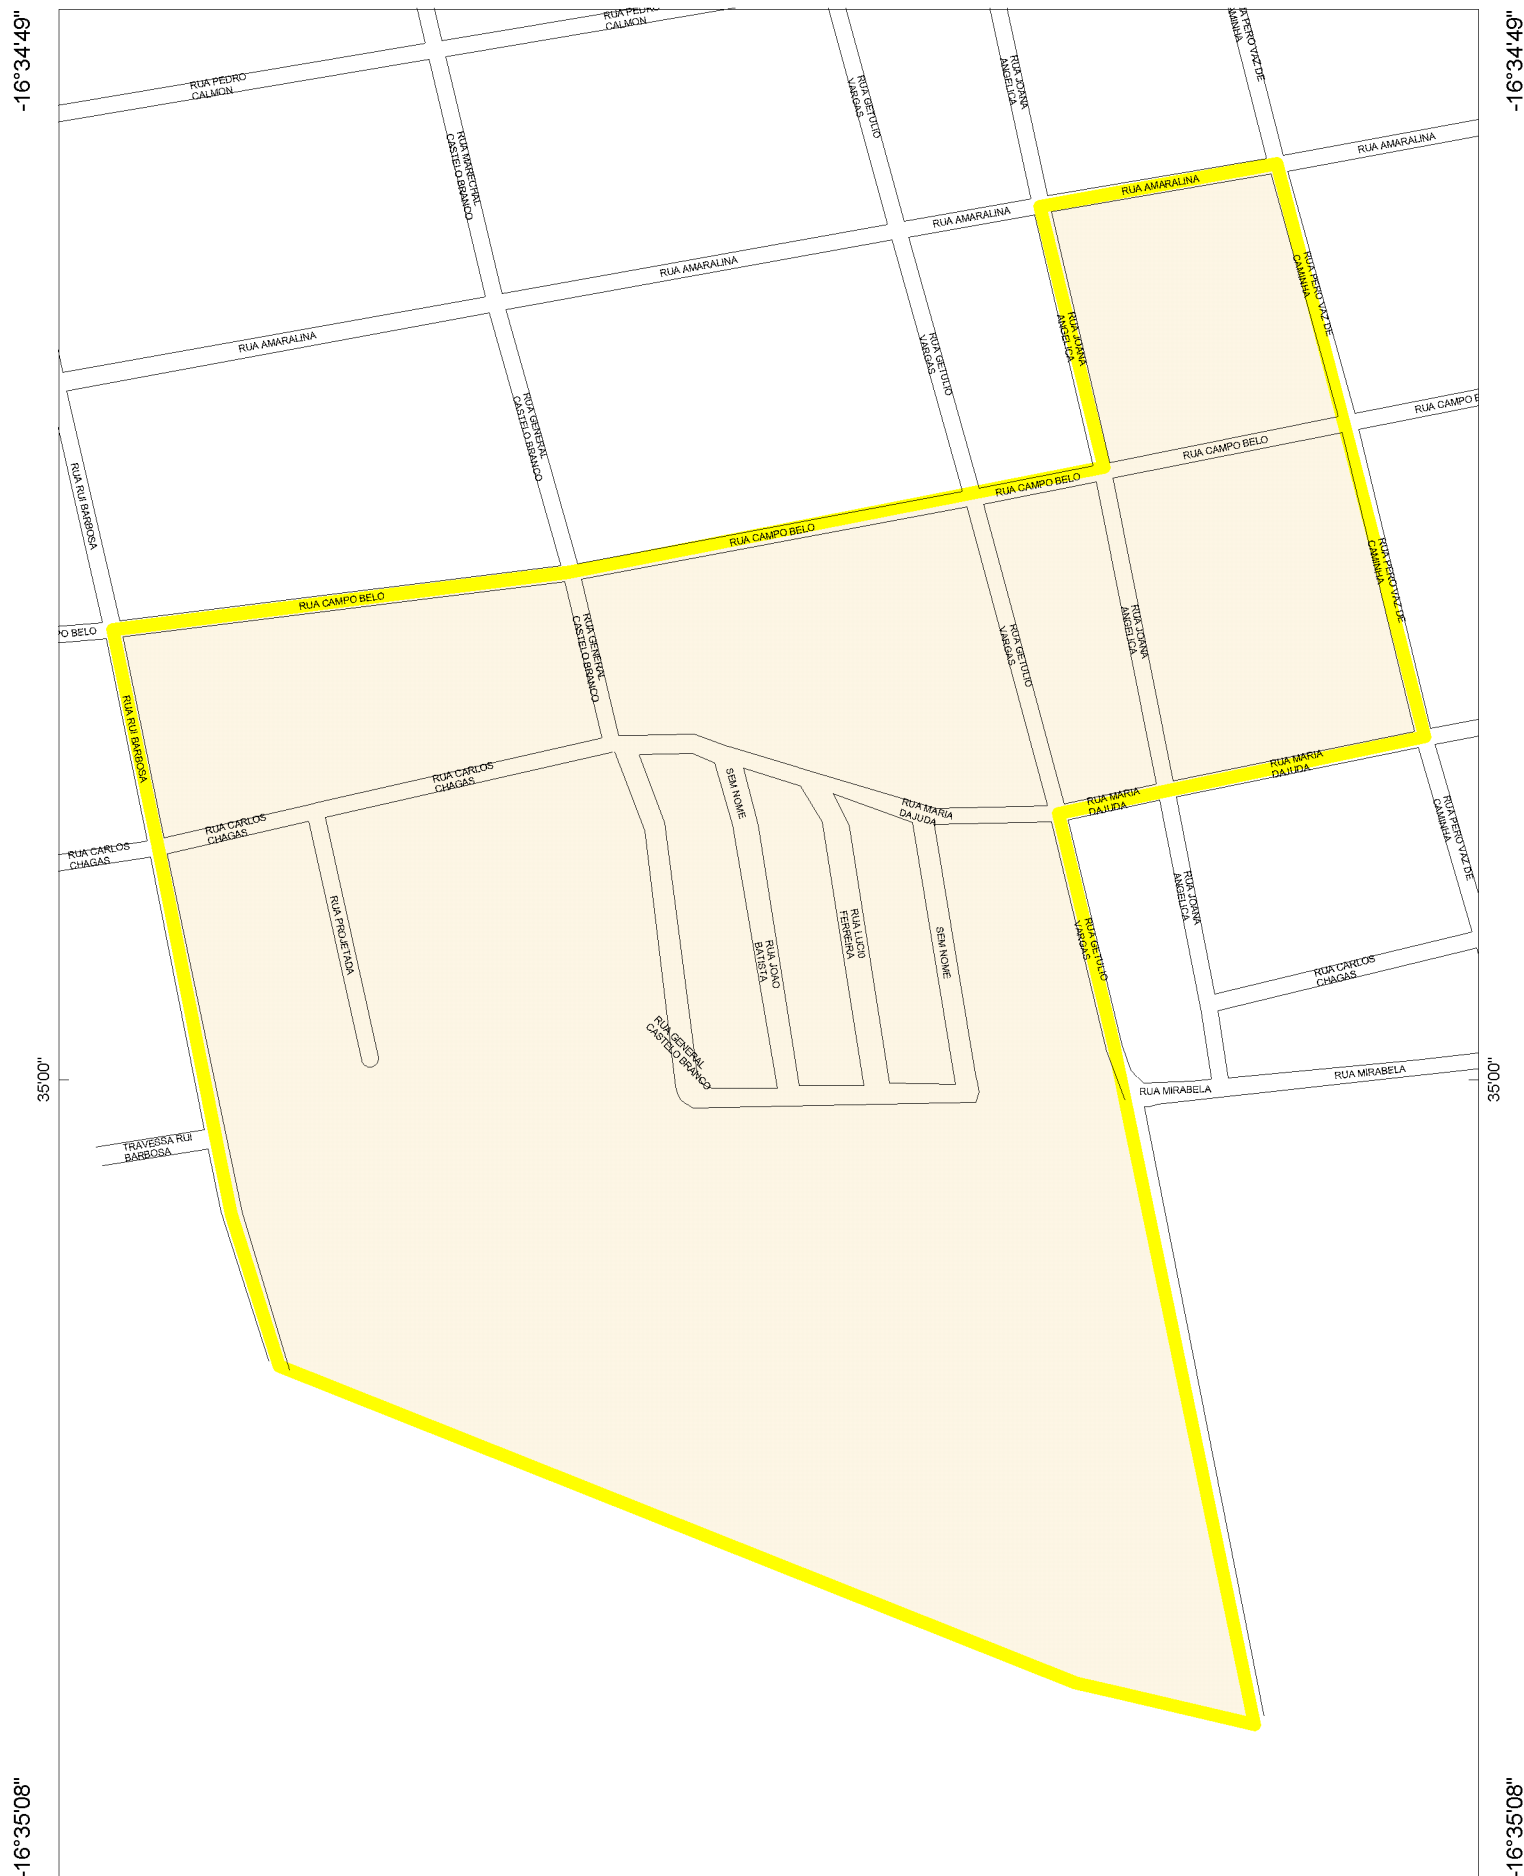 -16°34'49"
-16°34'49"
RUA PEDRO
CALMON
RUA PEDRO
CALMON
RUA GETULIO
VARGAS
RUA JOANA
ANGELICA
PERO VAZ DE
RUA AMARALINA
RUA MARECHAL
CASTELO BRANCO
RUA AMARALINA
RUA AMARALINA
RUA AMARALINA
RUA AMARALINA
RUA PERO VAZ DE
CAMINHA
RUA JOANA
ANGELICA
RUA GETULIO
VARGAS
RUA GENERAL
CASTELO BRANCO
RUA CAMPO B
RUA CAMPO BELO
RUA CAMPO BELO
RUA RUI BARBOSA
RUA CAMPO BELO
RUA CAMPO BELO
O BELO
RUA PERO VAZ DE
CAMINHA
RUA JOANA
ANGELICA
RUA GETULIO
VARGAS
RUA GENERAL
CASTELO BRANCO
RUA RUI BARBOSA
RUA MARIA
DAJUDA
RUA CARLOS
CHAGAS
SEM NOME
RUA MARIA
DAJUDA
RUA MARIA
DAJUDA
RUA CARLOS
CHAGAS
RUA CARLOS
CHAGAS
RUA PERO VAZ DE
CAMINHA
RUA PROJETADA
RUA JOAO
BATISTA
RUA LUCIO
FERREIRA
SEM NOME
RUA GETULIO
VARGAS
RUA JOANA
ANGELICA
RUA CARLOS
CHAGAS
RUA GENERAL
CASTELO BRANCO
35'00"
RUA MIRABELA
RUA MIRABELA
35'00"
TRAVESSA RUI
BARBOSA
-16°35'08"
-16°35'08"